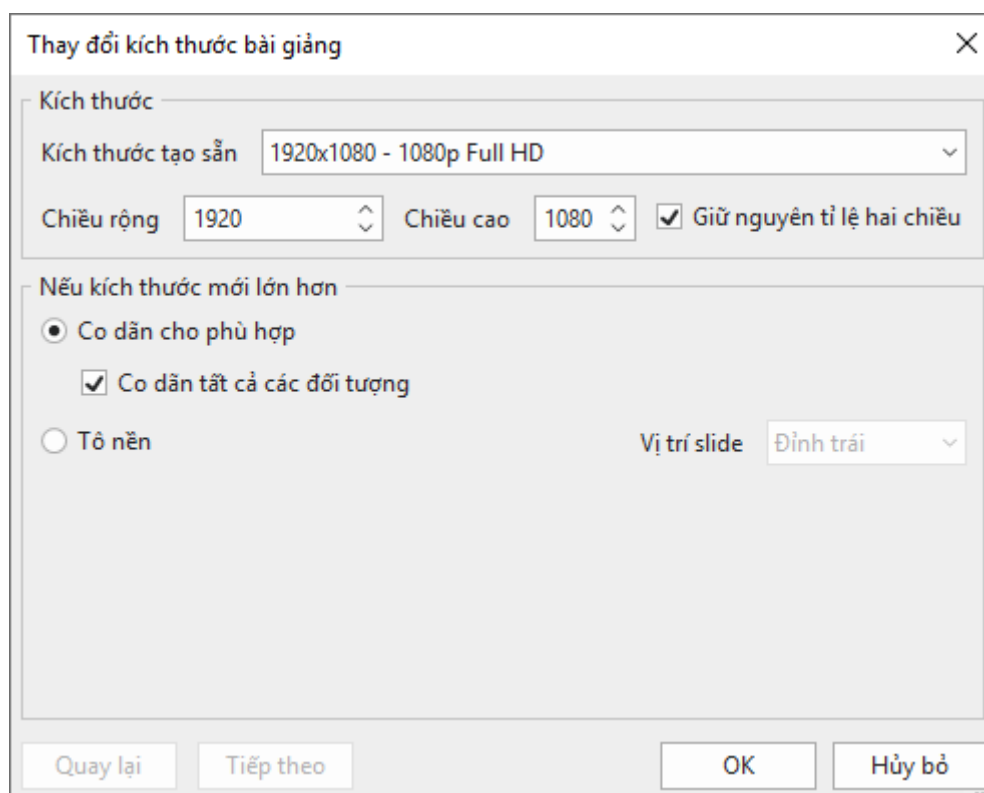 Thay đổi kích thước bài giảng
Kích thước
Kích thước tạo sẵn 1920x1080 - 1080p Full HD
Chiều rộng 1920 Chiều cao 1080 Giữ nguyên tỉ lệ hai chiều
Nếu kích thước mới lớn hơn
Co dãn cho phù hợp
Co dãn tất cả các đối tượng
Tô nền Vị trí slide Đỉnh trái
Quay lại Tiếp theo OK Hủy bỏ